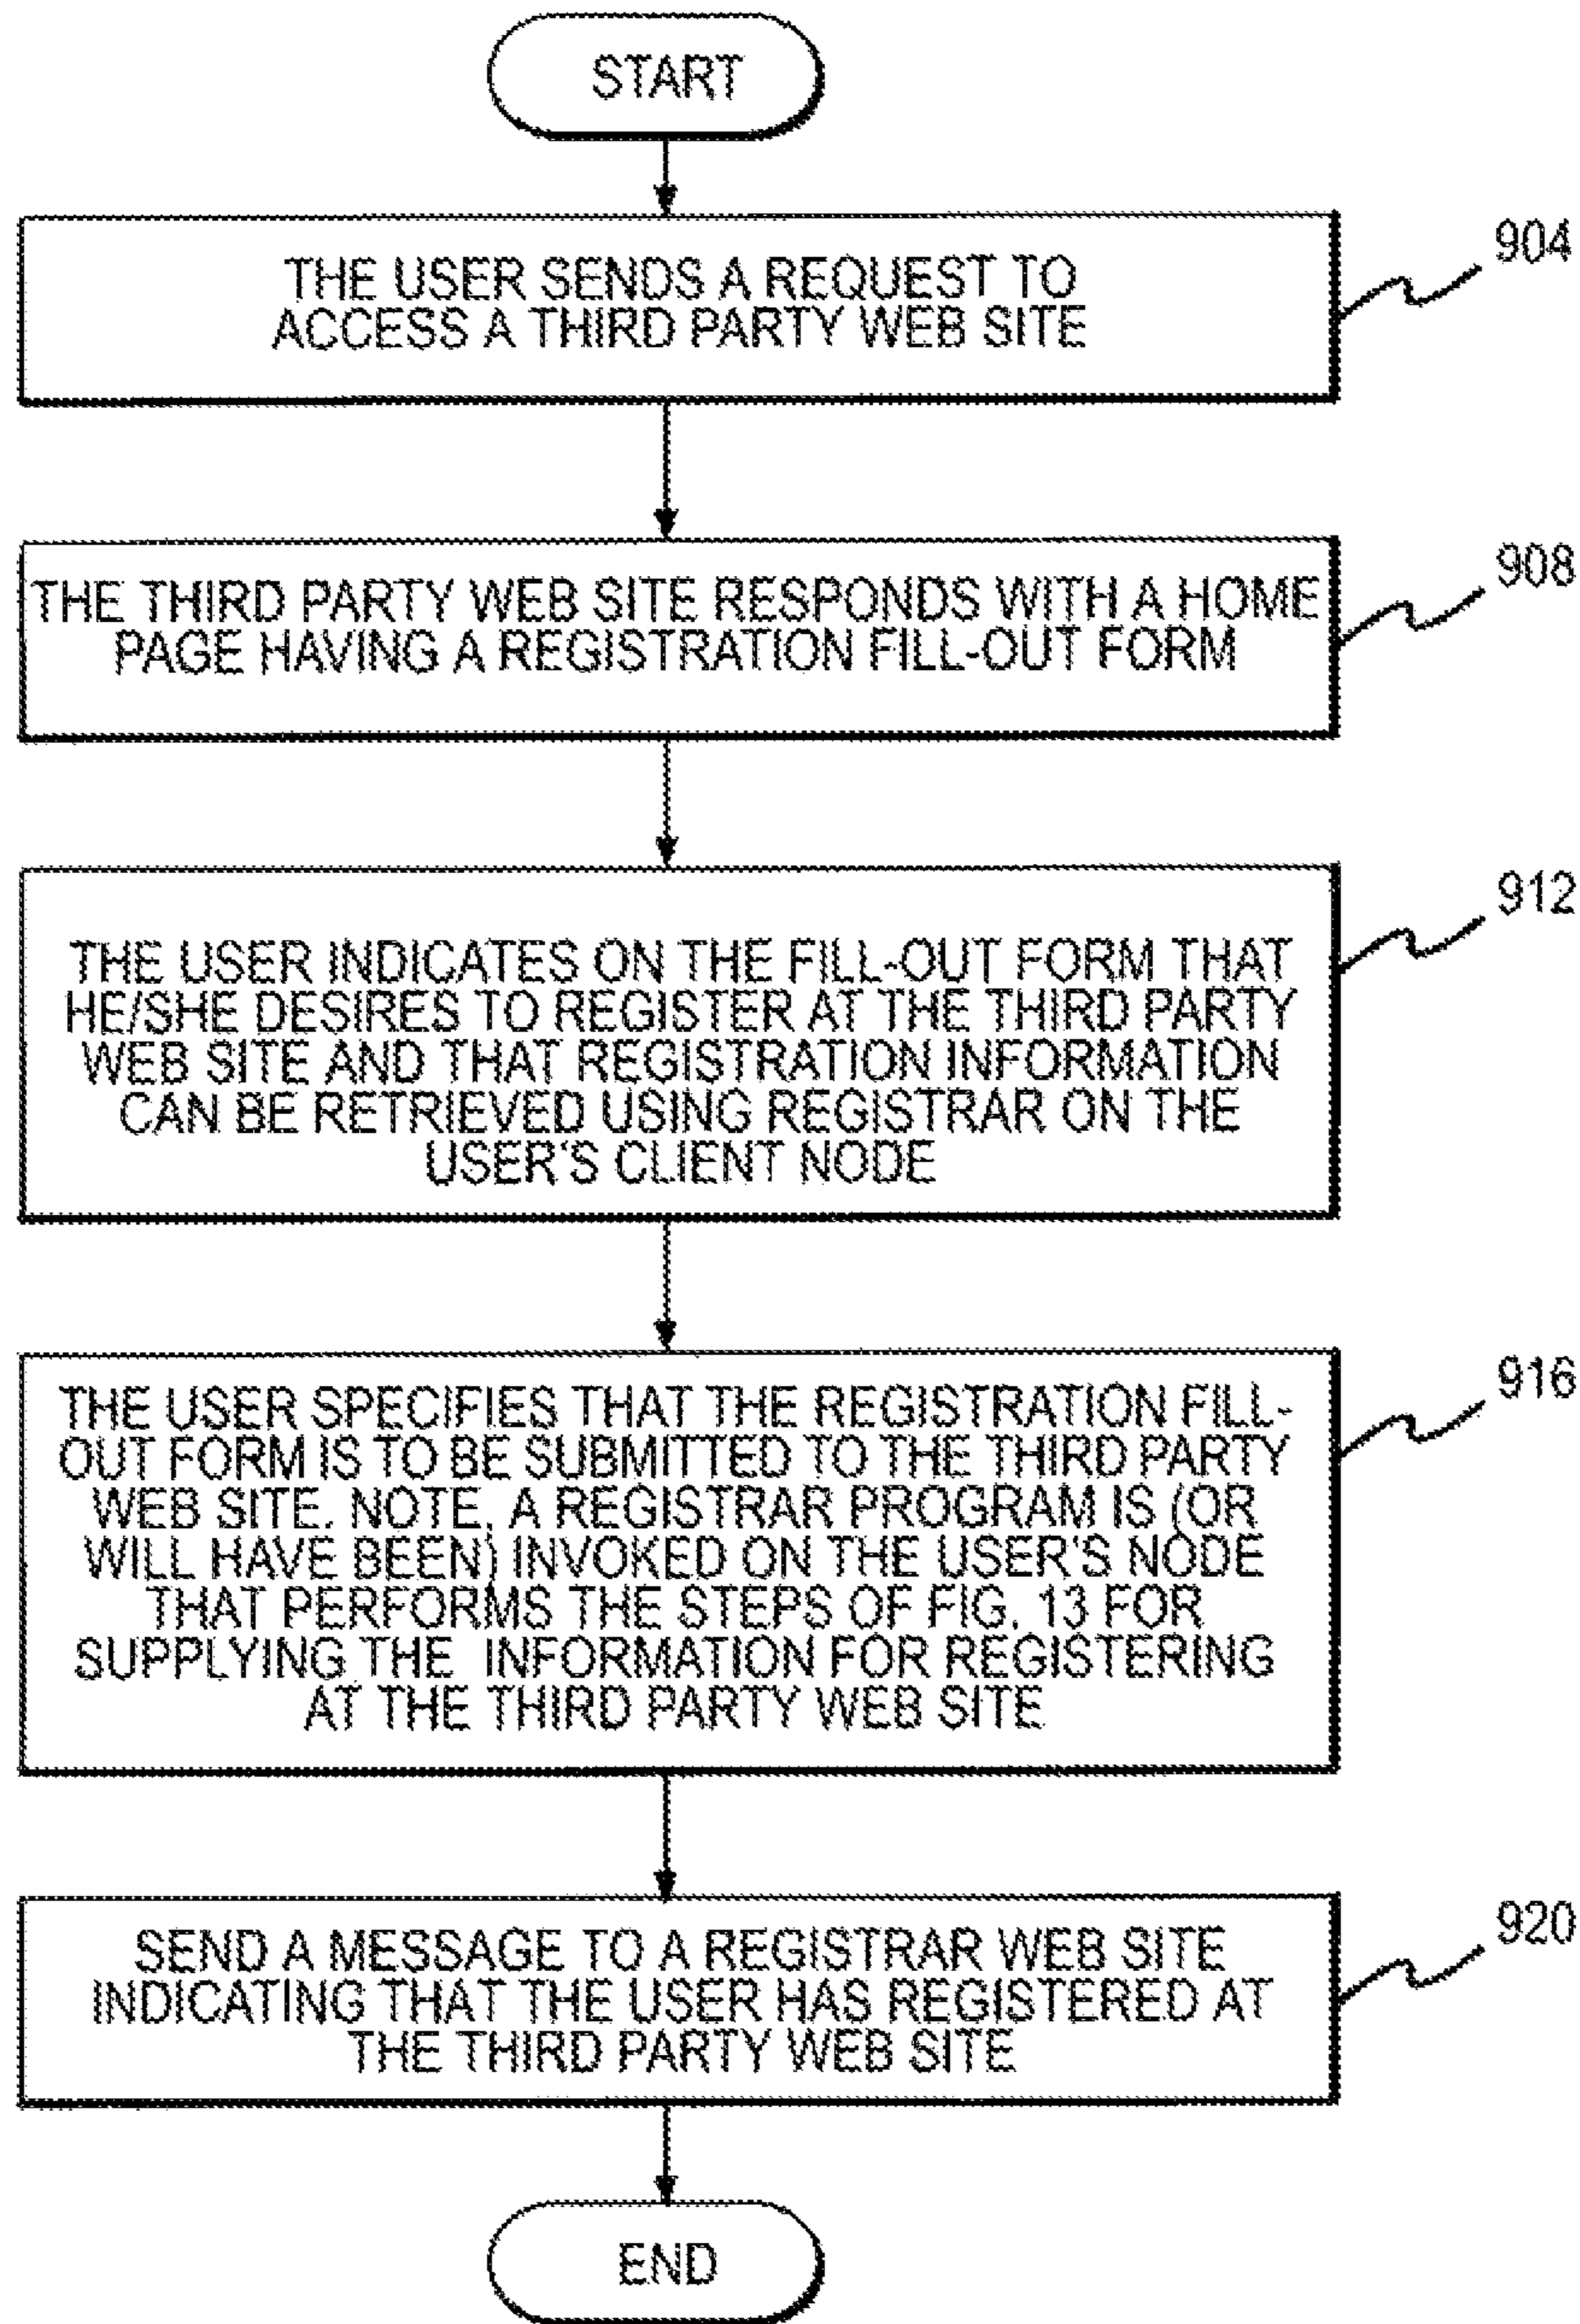 START
THE USER SENDS A REQUEST TO
ACCESS A THIRD PARTY WEB SITE
904
THE THIRD PARTY WEB SITE RESPONDS WITH A HOME
PAGE HAVING A REGISTRATION FILL-OUT FORM
908
THE USER INDICATES ON THE FILL-OUT FORM THAT
HE/SHE DESIRES TO REGISTER AT THE THIRD PARTY
WEB SITE AND THAT REGISTRATION INFORMATION
CAN BE RETRIEVED USING REGISTRAR ON THE
USER'S CLIENT NODE
912
THE USER SPECIFIES THAT THE REGISTRATION FILL-
OUT FORM IS TO BE SUBMITTED TO THE THIRD PARTY
WEB SITE. NOTE, A REGISTRAR PROGRAM IS (OR
WILL HAVE BEEN) INVOKED ON THE USER'S NODE
THAT PERFORMS THE STEPS OF FIG. 13 FOR
SUPPLYING THE INFORMATION FOR REGISTERING
AT THE THIRD PARTY WEB SITE
916
SEND A MESSAGE TO A REGISTRAR WEB SITE
INDICATING THAT THE USER HAS REGISTERED AT
THE THIRD PARTY WEB SITE
920
END